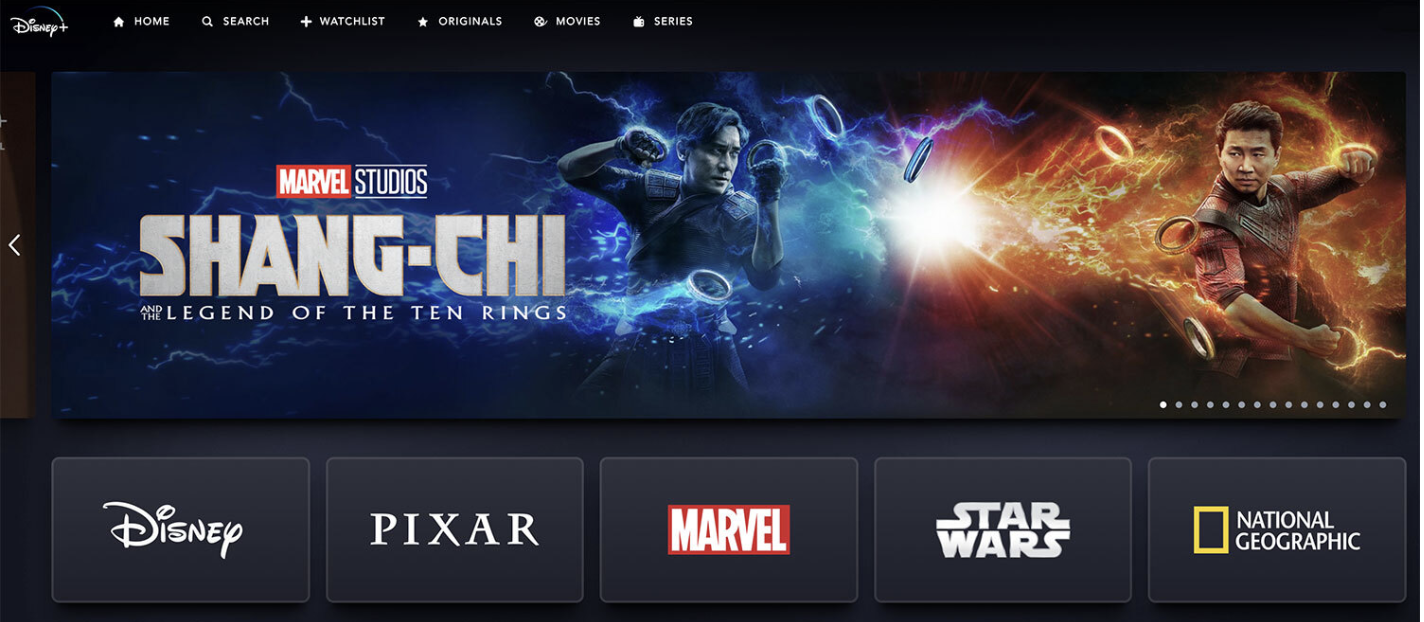 Disney+ HOME SEARCH WATCHLIST ORIGINALS MOVIES SERIES
MARVEL STUDIOS
SHANG-CHI
AND THE LEGEND OF THE TEN RINGS
Disney
PIXAR
MARVEL
STAR WARS
NATIONAL GEOGRAPHIC